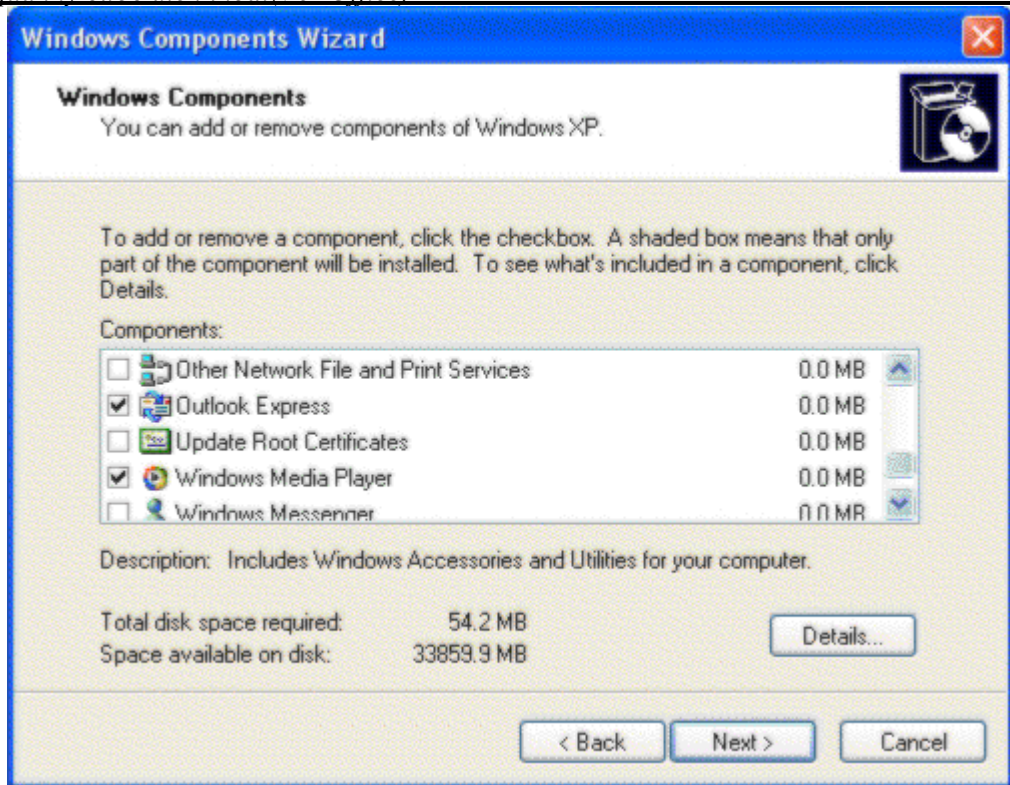 Windows Components Wizard
Windows Components
You can add or remove components of Windows XP.
To add or remove a component, click the checkbox. A shaded box means that only
part of the component will be installed. To see what's included in a component, click
Details.
Components:
Other Network File and Print Services 0.0 MB
Outlook Express 0.0 MB
Update Root Certificates 0.0 MB
Windows Media Player 0.0 MB
Windows Messenger 0.0 MB
Description: Includes Windows Accessories and Utilities for your computer.
Total disk space required: 54.2 MB
Space available on disk: 33859.9 MB
Details...
< Back Next > Cancel